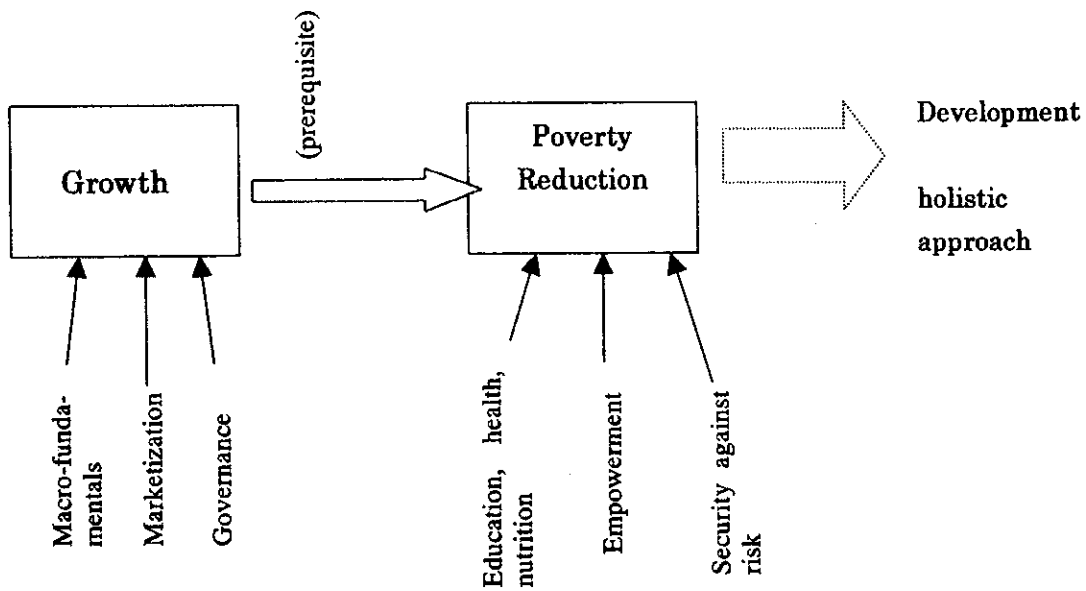 Growth
(prerequisite)
Poverty
Reduction
Development
holistic
approach
Macro-funda-
mentals
Marketization
Governance
Education, health,
nutrition
Empowerment
Security against
risk